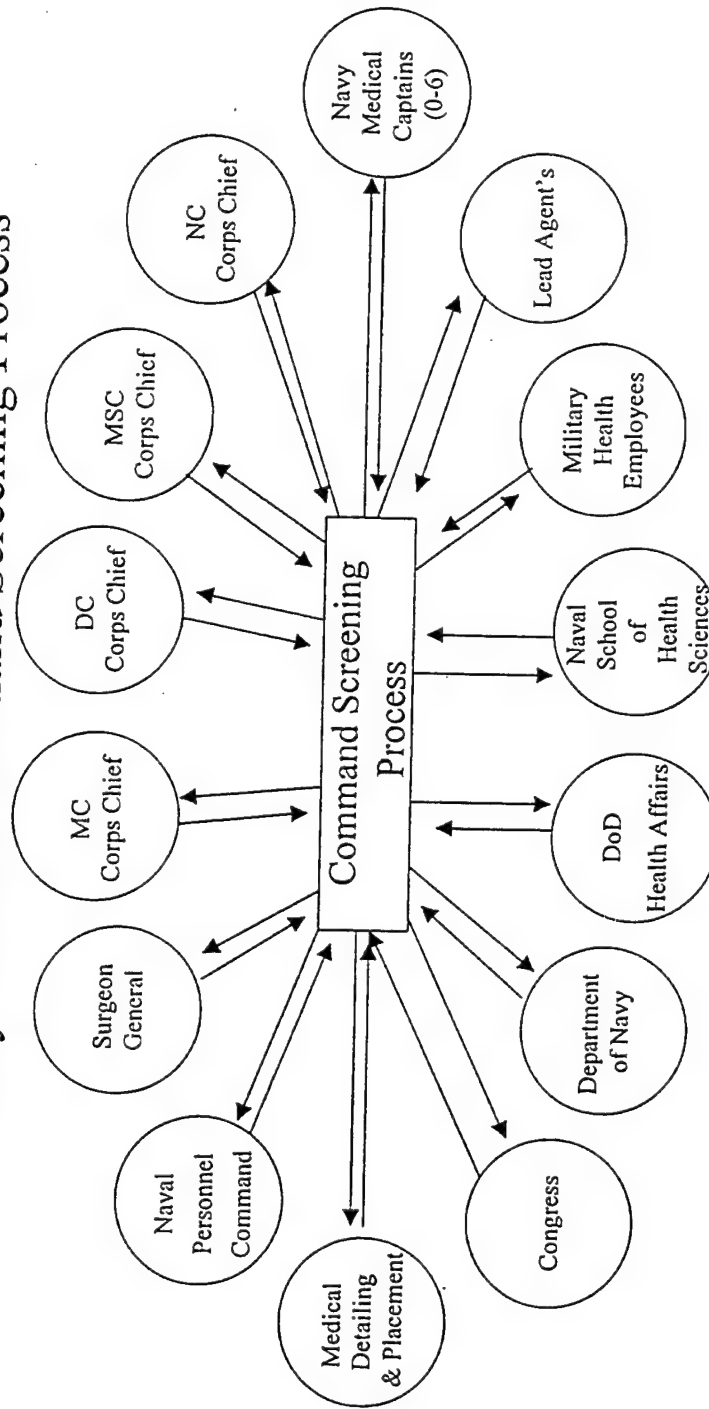 Screening Process
Surgeon
General
MC
Corps Chief
DC
Corps Chief
MSC
Corps Chief
NC
Corps Chief
Navy
Medical
Captains
(0-6)
Naval
Personnel
Command
Medical
Detailing
& Placement
Command Screening
Process
Lead Agent's
Congress
Department
of Navy
DoD
Health Affairs
Naval
School
of
Health
Sciences
Military
Health
Employees